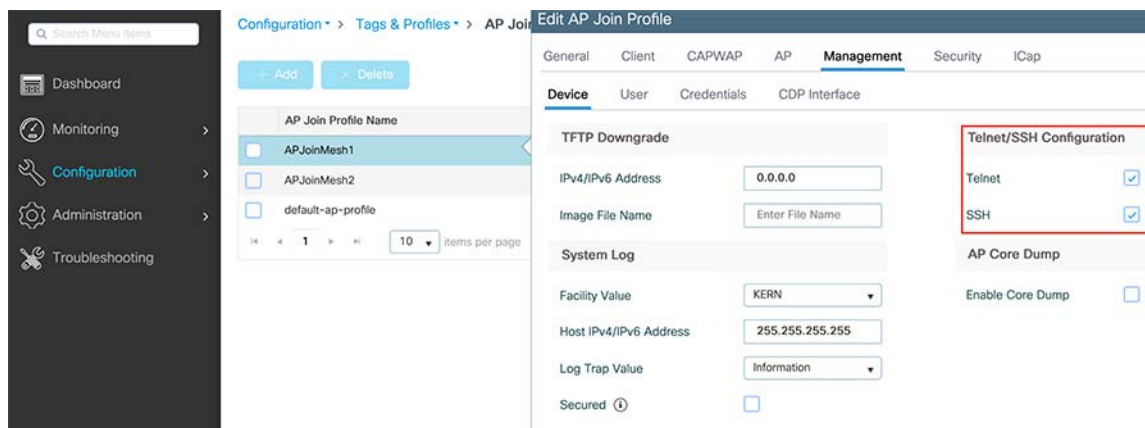 Search Menu Items
Dashboard
Monitoring
Configuration
Administration
Troubleshooting
Configuration > Tags & Profiles > AP Joi
+ Add
× Delete
AP Join Profile Name
APJoinMesh1
APJoinMesh2
default-ap-profile
1
10
items per page
Edit AP Join Profile
General Client CAPWAP AP Management Security ICap
Device User Credentials CDP Interface
TFTP Downgrade
IPv4/IPv6 Address 0.0.0.0
Image File Name Enter File Name
System Log
Facility Value KERN
Host IPv4/IPv6 Address 255.255.255.255
Log Trap Value Information
Secured
Telnet/SSH Configuration
Telnet
SSH
AP Core Dump
Enable Core Dump